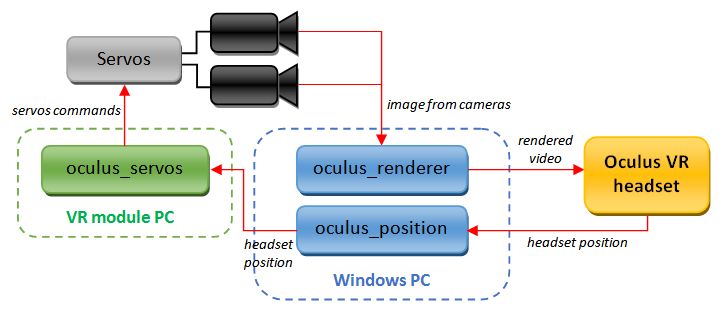 Servos
servos commands
image from cameras
oculus_servos
VR module PC
oculus_renderer
rendered
video
Oculus VR
headset
oculus_position
headset
position
headset position
Windows PC